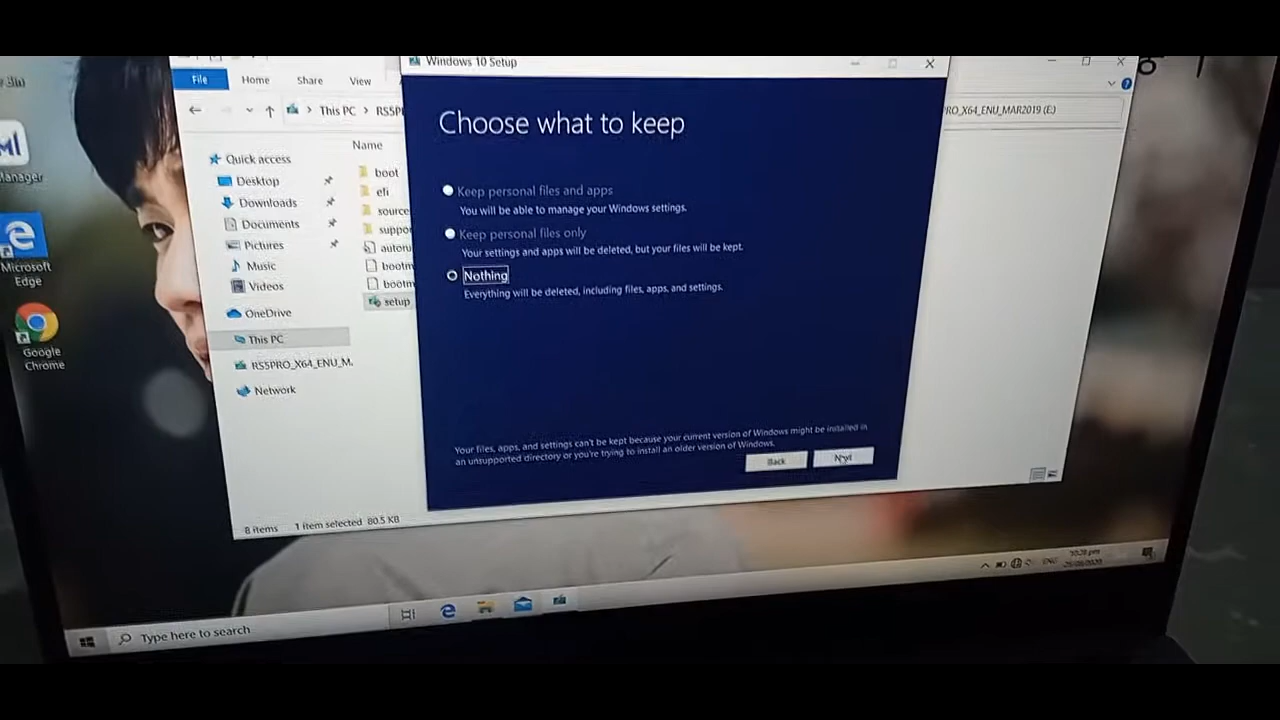 Windows 10 Setup
File
Home
Share
View
This PC
RO_X64_ENU_MAR2019 (E:)
Choose what to keep
Keep personal files and apps
You will be able to manage your Windows settings.
Keep personal files only
Your settings and apps will be deleted, but your files will be kept.
Nothing
Everything will be deleted, including files, apps, and settings.
Your files, apps, and settings can't be kept because your current version of Windows might be installed in
an unsupported directory or you're trying to install an older version of Windows.
Back
Next
Name
boot
efi
source
suppo
autoru
bootm
bootm
setup
Quick access
Desktop
Downloads
Documents
Pictures
Music
Videos
OneDrive
This PC
RS5PRO_X64_ENU_M.
Network
8 items
1 item selected
80.5 KB
anager
Microsoft
Edge
Google
Chrome
Type here to search
ENG